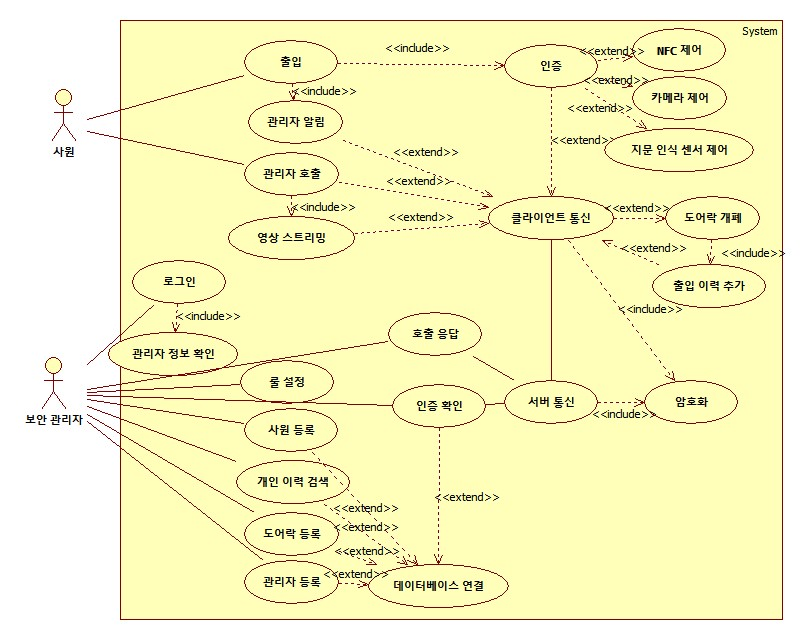 System
출입
<<include>>
인증
<<extend>>
NFC 제어
<<extend>>
카메라 제어
<<include>>
<<extend>>
관리자 알림
사원
<<extend>>
<<extend>>
지문 인식 센서 제어
관리자 호출
<<extend>>
<<include>>
<<extend>>
클라이언트 통신
<<extend>>
도어락 개폐
영상 스트리밍
<<extend>>
<<include>>
로그인
출입 이력 추가
<<include>>
<<extend>>
호출 응답
관리자 정보 확인
룰 설정
보안 관리자
인증 확인
서버 통신
<<include>>
암호화
사원 등록
개인 이력 검색
<<extend>>
<<extend>>
<<extend>>
도어락 등록
<<extend>>
<<extend>>
관리자 등록
데이터베이스 연결